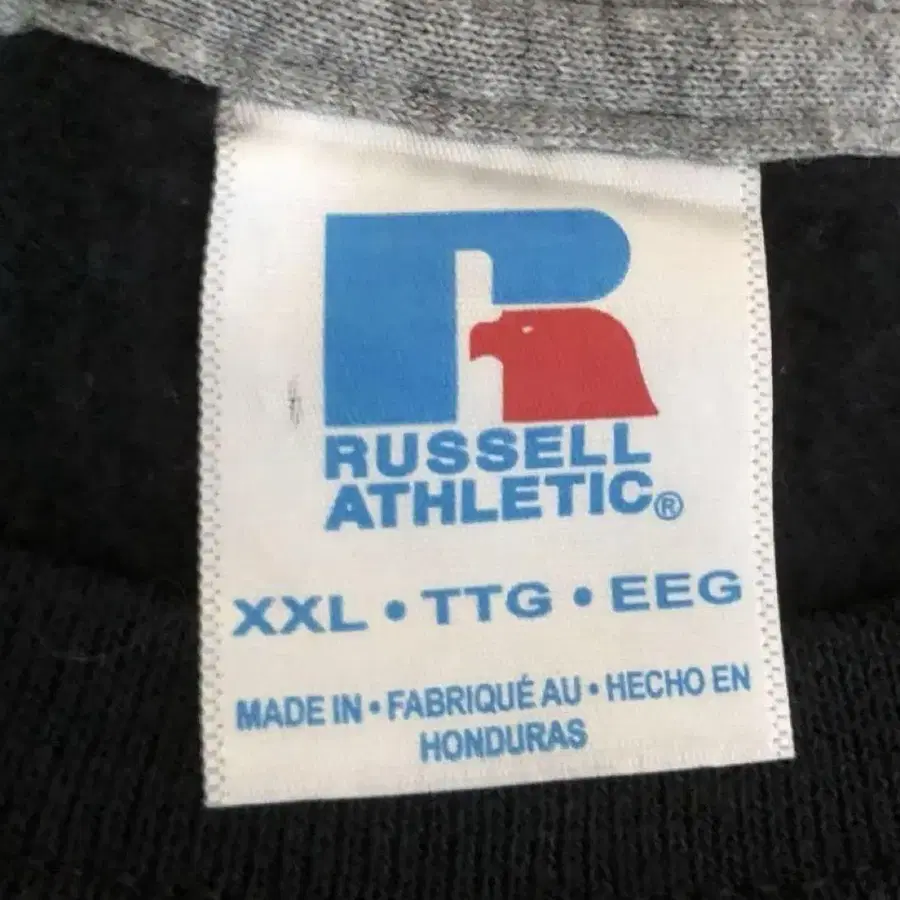 RUSSELL
ATHLETIC®
XXL • TTG • EEG
MADE IN • FABRIQUÉ AU • HECHO EN
HONDURAS